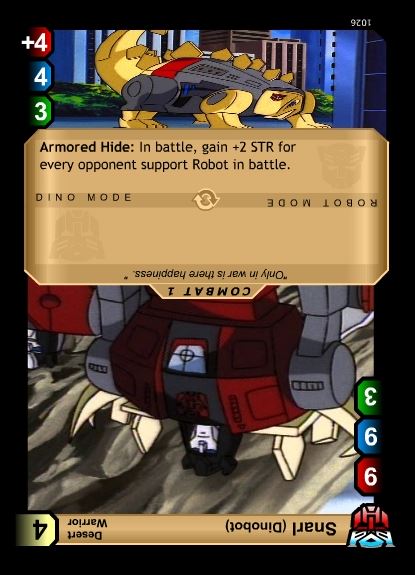 +4
4
3
Armored Hide: In battle, gain +2 STR for
every opponent support Robot in battle.
DINO MODE
3
ROBOT MODE
"Only in war is there happiness. "
COMBAT 1
3
6
6
Snarl (Dinobot)
Desert
Warrior
4
1026